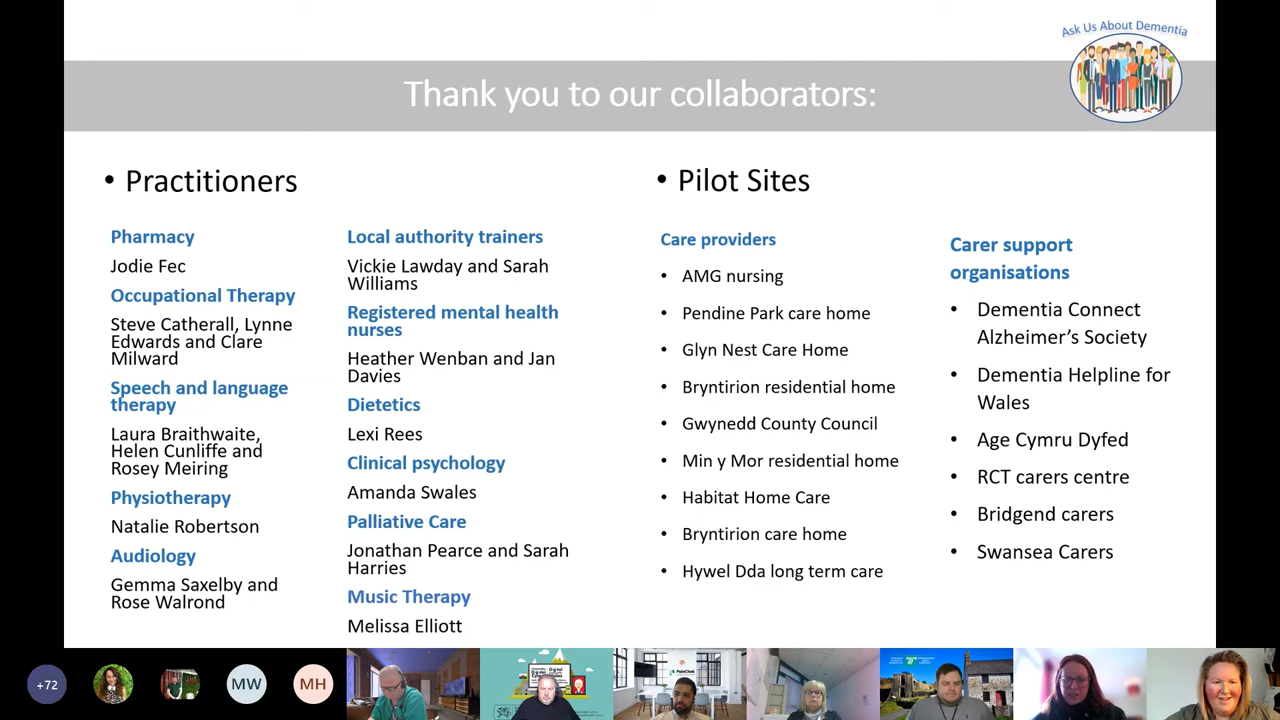 Ask Us About Dementia
Thank you to our collaborators:
• Practitioners
Pharmacy
Jodie Fec
Occupational Therapy
Steve Catherall, Lynne
Edwards and Clare
Milward
Speech and language
therapy
Laura Braithwaite,
Helen Cunliffe and
Rosey Meiring
Physiotherapy
Natalie Robertson
Audiology
Gemma Saxelby and
Rose Walrond
Local authority trainers
Vickie Lawday and Sarah
Williams
Registered mental health
nurses
Heather Wenban and Jan
Davies
Dietetics
Lexi Rees
Clinical psychology
Amanda Swales
Palliative Care
Jonathan Pearce and Sarah
Harries
Music Therapy
Melissa Elliott
• Pilot Sites
Care providers
• AMG nursing
• Pendine Park care home
• Glyn Nest Care Home
• Bryntirion residential home
• Gwynedd County Council
• Min y Mor residential home
• Habitat Home Care
• Bryntirion care home
• Hywel Dda long term care
Carer support
organisations
• Dementia Connect
Alzheimer's Society
• Dementia Helpline for
Wales
• Age Cymru Dyfed
• RCT carers centre
• Bridgend carers
• Swansea Carers
+72
MW
MH
PainChek